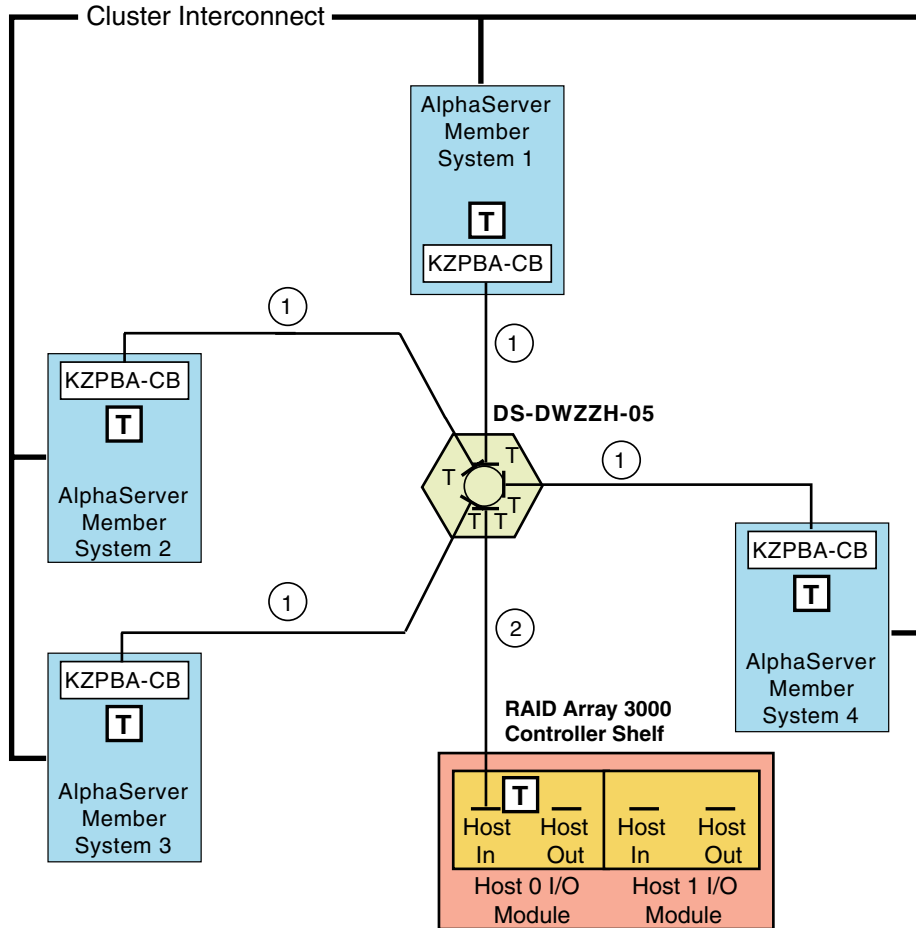 Cluster Interconnect
AlphaServer
Member
System 1
T
KZPBA-CB
1
1
KZPBA-CB
T
AlphaServer
Member
System 2
DS-DWZZH-05
T
T
T
T
T
1
KZPBA-CB
T
AlphaServer
Member
System 4
1
KZPBA-CB
T
AlphaServer
Member
System 3
2
RAID Array 3000
Controller Shelf
T
Host
In
Host
Out
Host
In
Host
Out
Host 0 I/O
Module
Host 1 I/O
Module